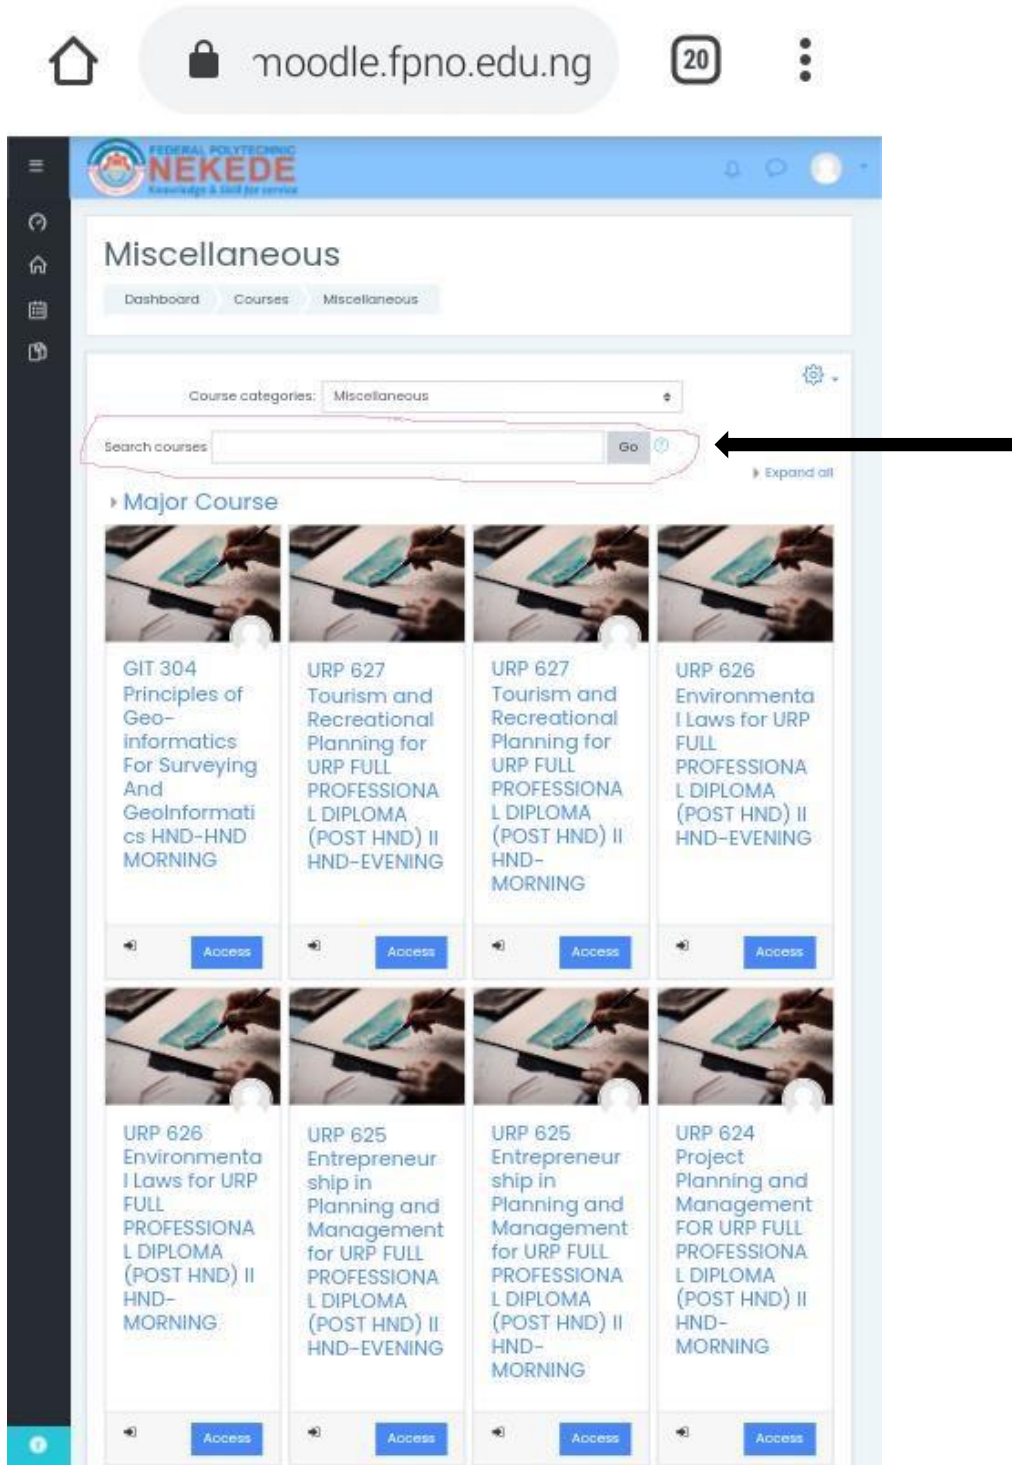 moodle.fpno.edu.ng
20
FEDERAL POLYTECHNIC
NEKEDE
Knowledge & Skill for service
Miscellaneous
Dashboard Courses Miscellaneous
Course categories: Miscellaneous
Search courses Go
Expand all
Major Course
GIT 304
Principles of
Geo-
informatics
For Surveying
And
GeoInformati
cs HND-HND
MORNING
Access
URP 627
Tourism and
Recreational
Planning for
URP FULL
PROFESSIONA
L DIPLOMA
(POST HND) II
HND-EVENING
Access
URP 627
Tourism and
Recreational
Planning for
URP FULL
PROFESSIONA
L DIPLOMA
(POST HND) II
HND-
MORNING
Access
URP 626
Environmenta
l Laws for URP
FULL
PROFESSIONA
L DIPLOMA
(POST HND) II
HND-EVENING
Access
URP 626
Environmenta
l Laws for URP
FULL
PROFESSIONA
L DIPLOMA
(POST HND) II
HND-
MORNING
Access
URP 625
Entrepreneur
ship in
Planning and
Management
for URP FULL
PROFESSIONA
L DIPLOMA
(POST HND) II
HND-EVENING
Access
URP 625
Entrepreneur
ship in
Planning and
Management
for URP FULL
PROFESSIONA
L DIPLOMA
(POST HND) II
HND-
MORNING
Access
URP 624
Project
Planning and
Management
FOR URP FULL
PROFESSIONA
L DIPLOMA
(POST HND) II
HND-
MORNING
Access